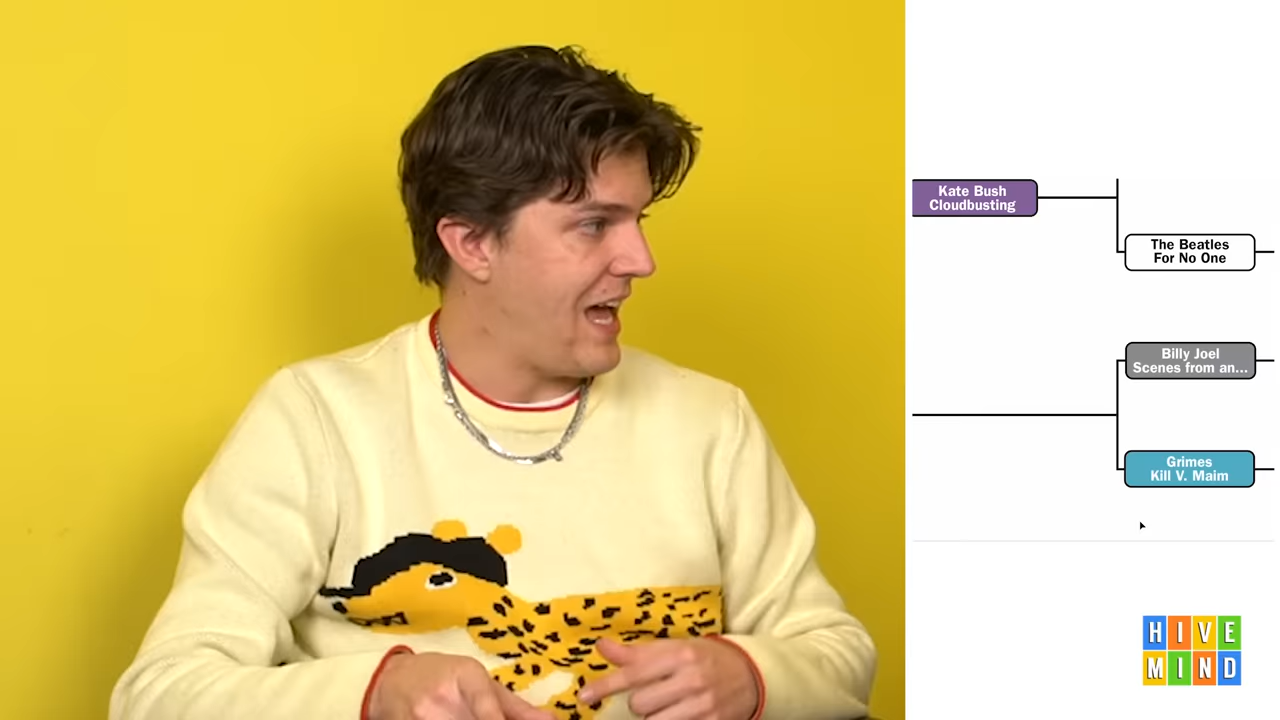 Kate Bush
Cloudbusting
The Beatles
For No One
Billy Joel
Scenes from an...
Grimes
Kill V. Maim
HIVE
MIND